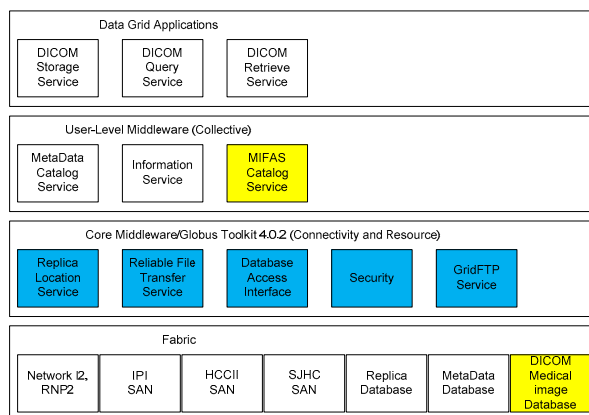 Data Grid Applications
DICOM
Storage
Service
DICOM
Query
Service
DICOM
Retrieve
Service
User-Level Middleware (Collective)
MetaData
Catalog
Service
Information
Service
MIFAS
Catalog
Service
Core Middleware/Globus Toolkit 4.0.2 (Connectivity and Resource)
Replica
Location
Service
Reliable File
Transfer
Service
Database
Access
Interface
Security
GridFTP
Service
Fabric
Network I2,
RNP2
IPI
SAN
HCCII
SAN
SJHC
SAN
Replica
Database
MetaData
Database
DICOM
Medical
image
Database